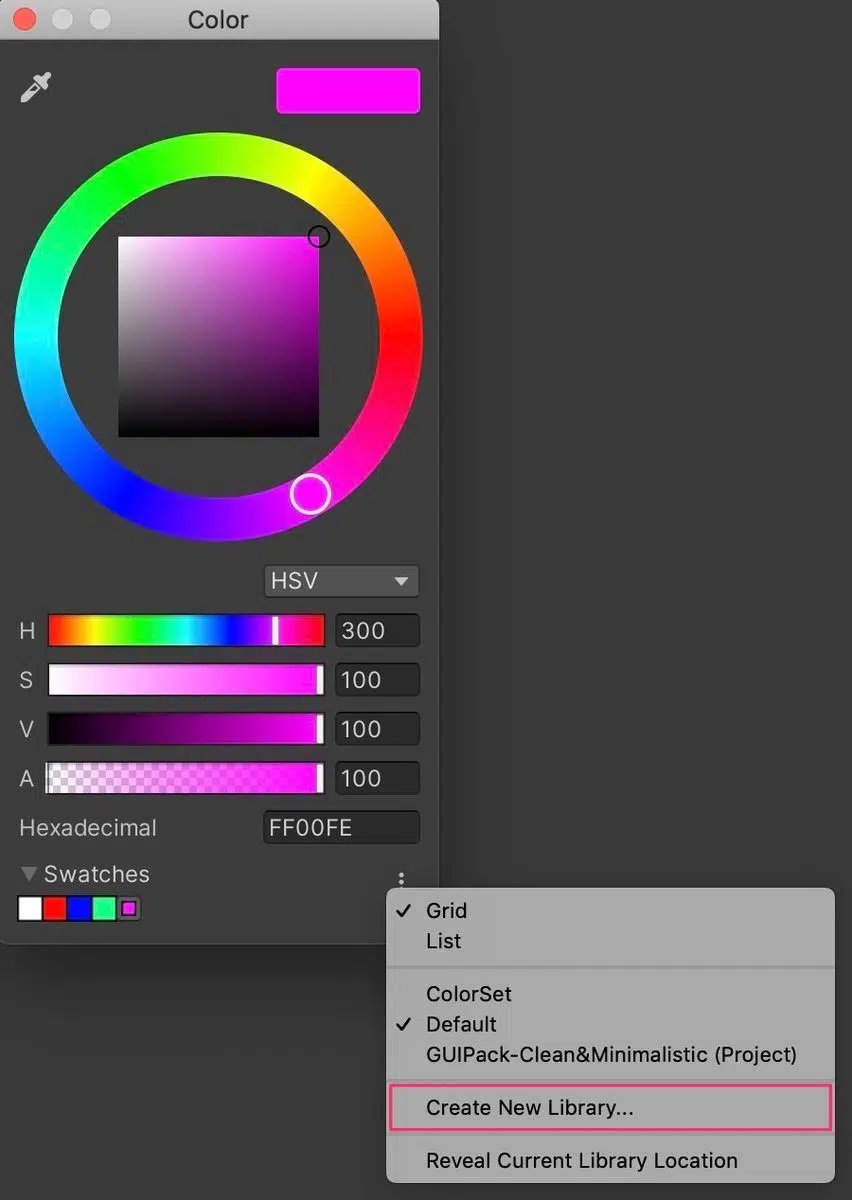 Color
HSV
H 300
S 100
V 100
A 100
Hexadecimal FF00FE
Swatches
Grid
List
ColorSet
Default
GUIPack-Clean&Minimalistic (Project)
Create New Library...
Reveal Current Library Location